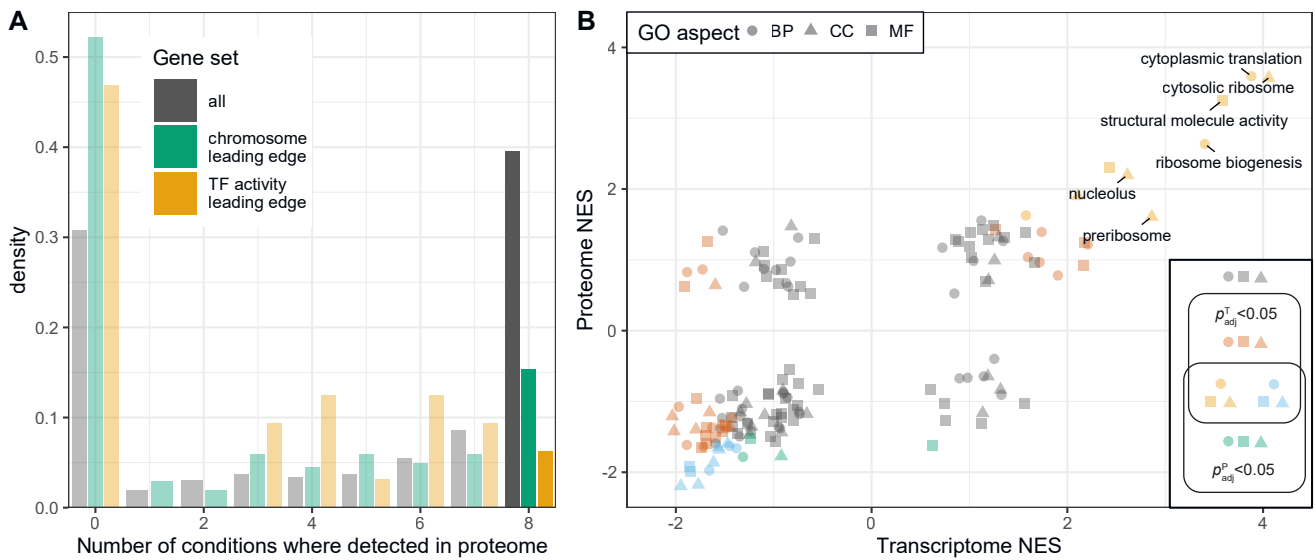 A
density
0.5
0.4
0.3
0.2
0.1
0.0
Gene set
all
chromosome
leading edge
TF activity
leading edge
0
2
4
6
8
Number of conditions where detected in proteome
B
GO aspect BP CC MF
Proteome NES
4
2
0
-2
cytoplasmic translation
cytosolic ribosome
structural molecule activity
ribosome biogenesis
nucleolus
preribosome
p^T_adj<0.05
p^P_adj<0.05
-2
0
2
4
Transcriptome NES